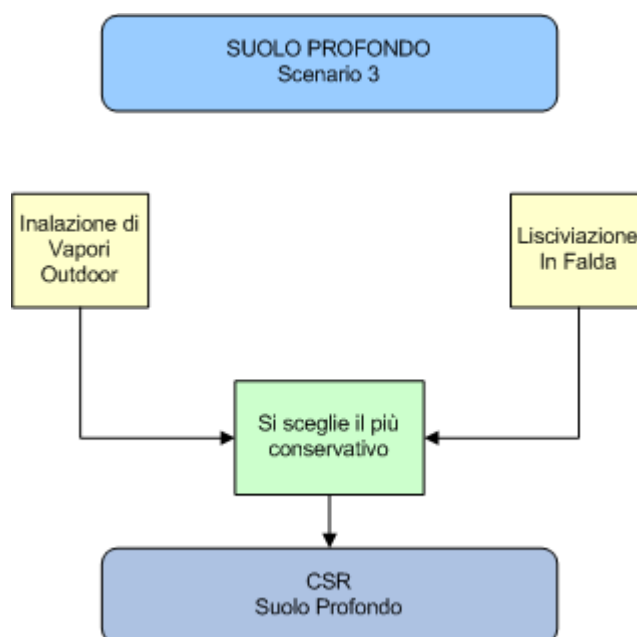 SUOLO PROFONDO
Scenario 3
Inalazione di
Vapori
Outdoor
Lisciviazione
In Falda
Si sceglie il più
conservativo
CSR
Suolo Profondo